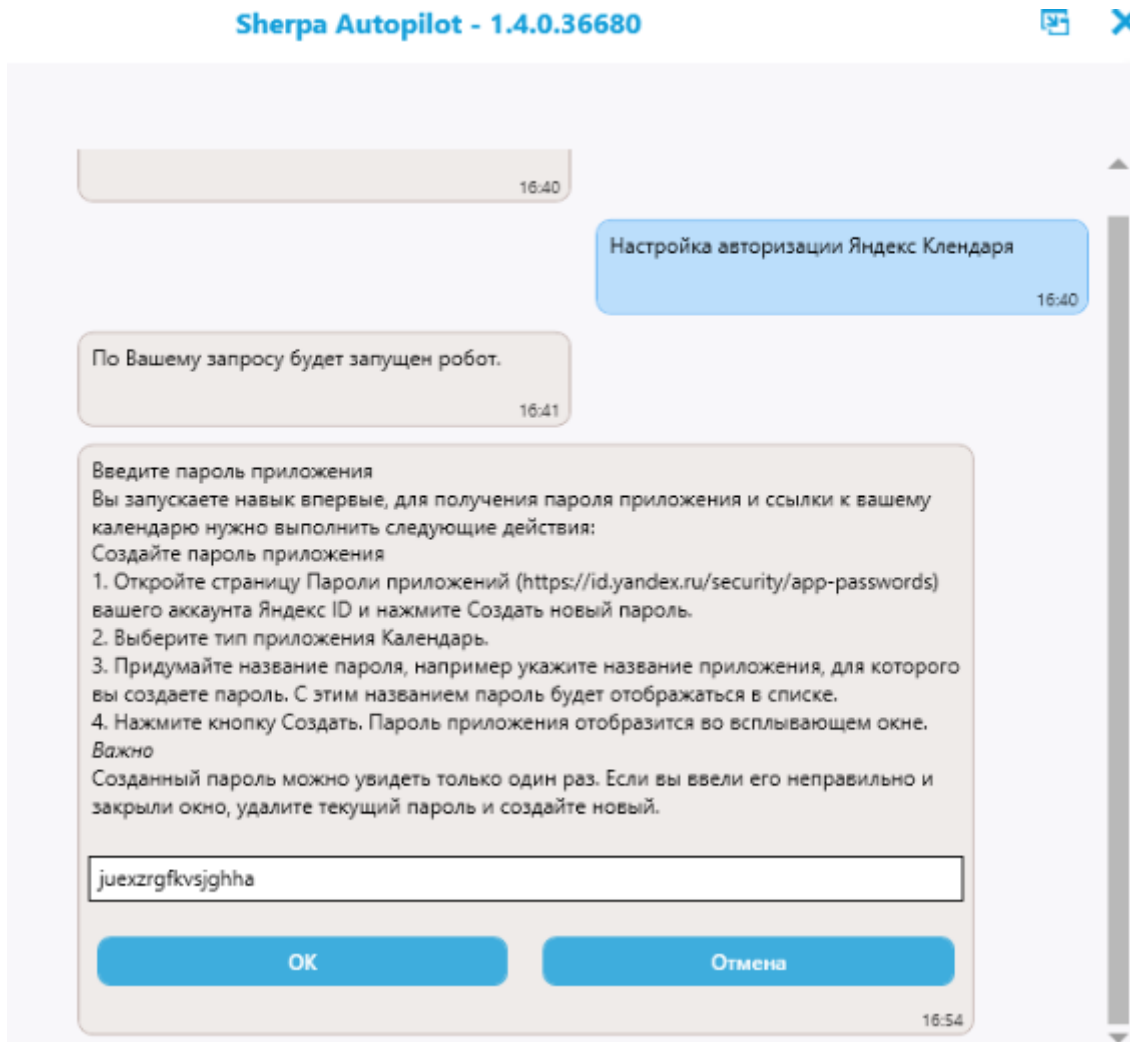 Sherpa Autopilot - 1.4.0.36680
16:40
Настройка авторизации Яндекс Клендаря
16:40
По Вашему запросу будет запущен робот.
16:41
Введите пароль приложения
Вы запускаете навык впервые, для получения пароля приложения и ссылки к вашему
календарю нужно выполнить следующие действия:
Создайте пароль приложения
1. Откройте страницу Пароли приложений (https://id.yandex.ru/security/app-passwords)
вашего аккаунта Яндекс ID и нажмите Создать новый пароль.
2. Выберите тип приложения Календарь.
3. Придумайте название пароля, например укажите название приложения, для которого
вы создаете пароль. С этим названием пароль будет отображаться в списке.
4. Нажмите кнопку Создать. Пароль приложения отобразится во всплывающем окне.
Важно
Созданный пароль можно увидеть только один раз. Если вы ввели его неправильно и
закрыли окно, удалите текущий пароль и создайте новый.
juexzrgfkvsjghha
ОК
Отмена
16:54